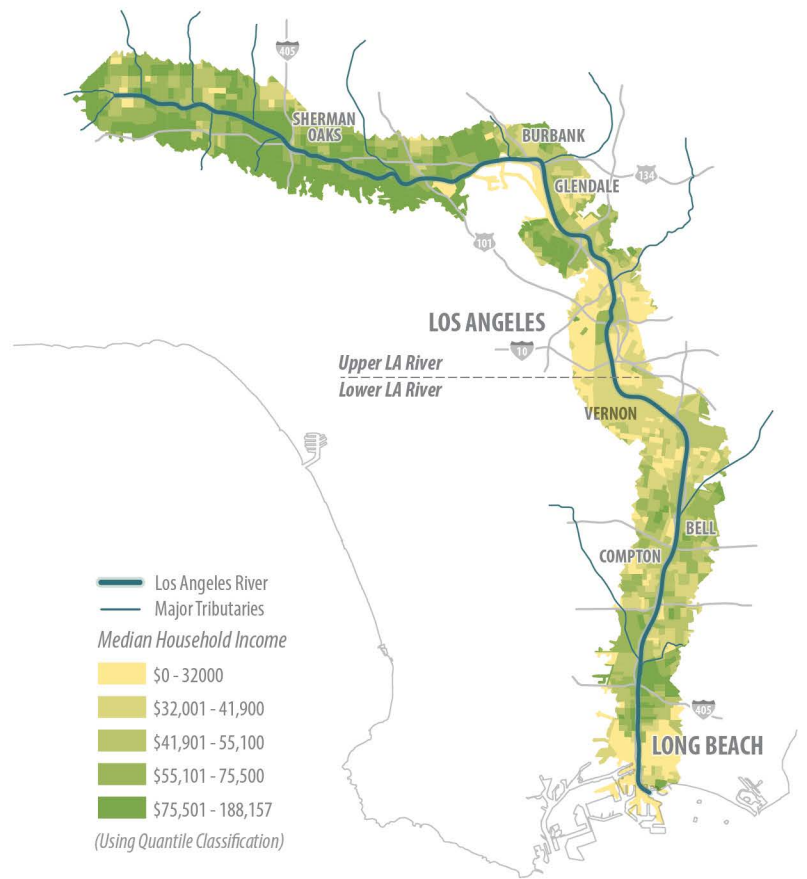 405
SHERMAN
OAKS
BURBANK
GLENDALE
134
101
LOS ANGELES
10
Upper LA River
Lower LA River
VERNON
BELL
COMPTON
405
LONG BEACH
Los Angeles River
Major Tributaries
Median Household Income
$0 - 32000
$32,001 - 41,900
$41,901 - 55,100
$55,101 - 75,500
$75,501 - 188,157
(Using Quantile Classification)